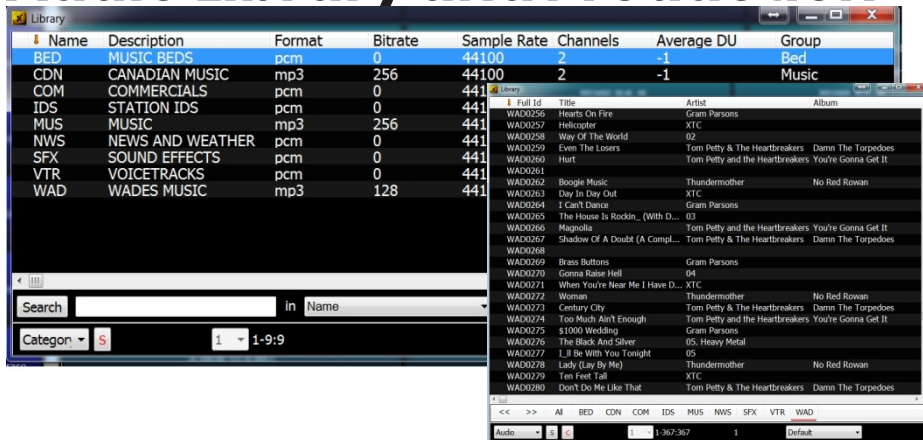 Library
Name Description Format Bitrate Sample Rate Channels Average DU Group
BED MUSIC BEDS pcm 0 44100 2 -1 Bed
CDN CANADIAN MUSIC mp3 256 44100 2 -1 Music
COM COMMERCIALS pcm 0 441
IDS STATION IDS pcm 0 441
MUS MUSIC mp3 256 441
NWS NEWS AND WEATHER pcm 0 441
SFX SOUND EFFECTS pcm 0 441
VTR VOICETRACKS pcm 0 441
WAD WADES MUSIC mp3 128 441
Search in Name
Categor S 1 1-9:9
Library
Full Id Title Artist Album
WAD0256 Hearts On Fire Gram Parsons
WAD0257 Helicopter XTC
WAD0258 Way Of The World 02
WAD0259 Even The Losers Tom Petty & The Heartbreakers Damn The Torpedoes
WAD0260 Hurt Tom Petty and the Heartbreakers You're Gonna Get It
WAD0261
WAD0262 Boogie Music Thundermother No Red Rowan
WAD0263 Day In Day Out XTC
WAD0264 I Can't Dance Gram Parsons
WAD0265 The House Is Rockin_ (With D... 03
WAD0266 Magnolia Tom Petty and the Heartbreakers You're Gonna Get It
WAD0267 Shadow Of A Doubt (A Compl... Tom Petty & The Heartbreakers Damn The Torpedoes
WAD0268
WAD0269 Brass Buttons Gram Parsons
WAD0270 Gonna Raise Hell 04
WAD0271 When You're Near Me I Have D... XTC
WAD0272 Woman Thundermother No Red Rowan
WAD0273 Century City Tom Petty & The Heartbreakers Damn The Torpedoes
WAD0274 Too Much Ain't Enough Tom Petty and the Heartbreakers You're Gonna Get It
WAD0275 $1000 Wedding Gram Parsons
WAD0276 The Black And Silver 05. Heavy Metal
WAD0277 I_ll Be With You Tonight 05
WAD0278 Lady (Lay By Me) Thundermother No Red Rowan
WAD0279 Ten Feet Tall XTC
WAD0280 Don't Do Me Like That Tom Petty & The Heartbreakers Damn The Torpedoes
<< >> All BED CDN COM IDS MUS NWS SFX VTR WAD
Audio S C 1 1-367:367 1 Default